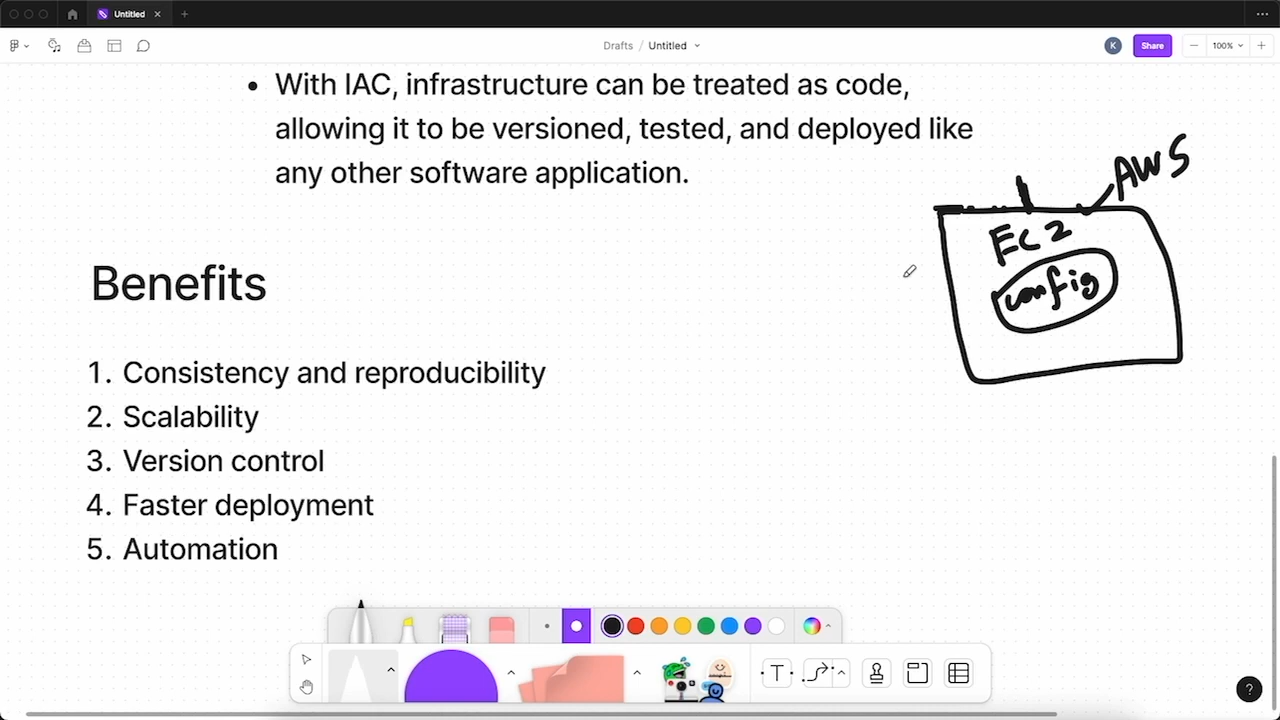 Untitled
Drafts / Untitled
K
Share
100%
• With IAC, infrastructure can be treated as code,
allowing it to be versioned, tested, and deployed like
any other software application.
AWS
EC2
config
Benefits
1. Consistency and reproducibility
2. Scalability
3. Version control
4. Faster deployment
5. Automation
T
?